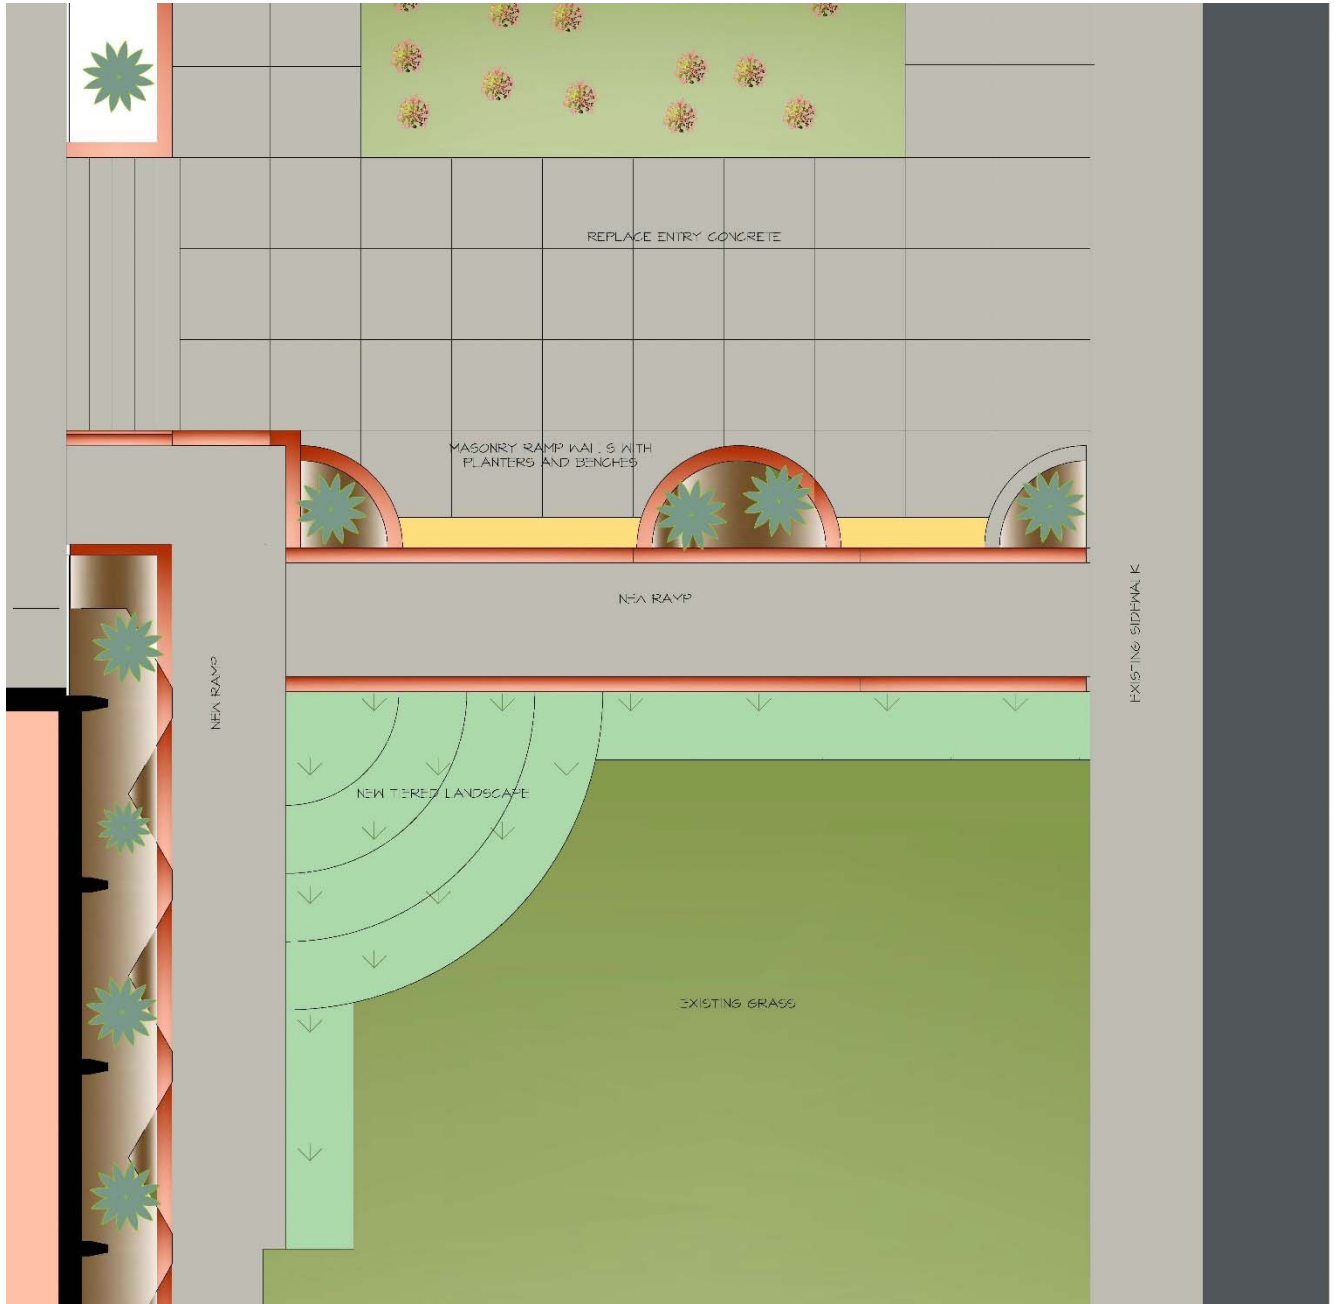 REPLACE ENTRY CONCRETE
MASONRY RAMP WALLS WITH
PLANTERS AND BENCHES
NEW RAMP
EXISTING SIDEWALK
NEW RAMP
NEW TIERED LANDSCAPE
EXISTING GRASS